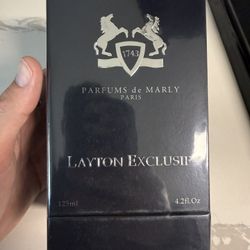 1743
PARFUMS de MARLY
PARIS
LAYTON EXCLUSIF
125ml 4.2fl.Oz